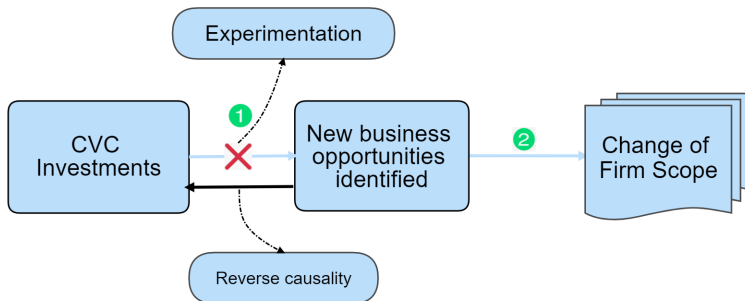 Experimentation
1
CVC
Investments
New business
opportunities
identified
2
Change of
Firm Scope
Reverse causality